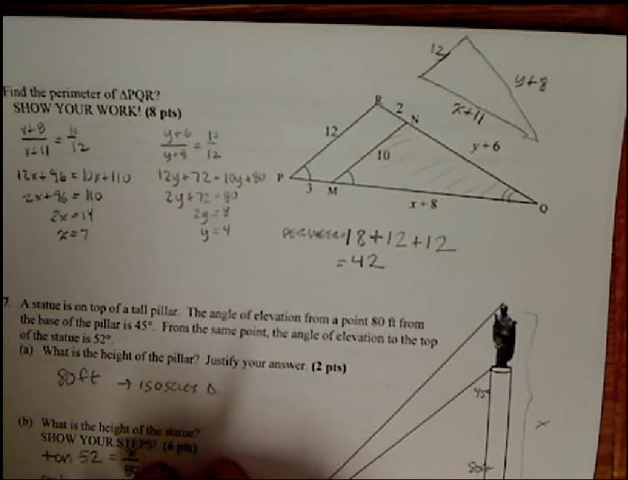 12
y+8
x+11
Find the perimeter of ΔPQR?
SHOW YOUR WORK! (8 pts)
x+8/x+11 = 10/12
y+6/y+8 = 10/12
12x+96 = 10x+110
12y+72=10y+80
2x+96=110
2y+72=80
2x=14
2y=8
x=7
y=4
R
2
N
12
10
y+6
P
3
M
x+8
Q
18+12+12
=42
7. A statue is on top of a tall pillar. The angle of elevation from a point 80 ft from
the base of the pillar is 45°. From the same point, the angle of elevation to the top
of the statue is 52°.
(a) What is the height of the pillar? Justify your answer. (2 pts)
80ft → isosceles Δ
(b) What is the height of the statue?
SHOW YOUR STEPS! (6 pts)
tan 52 = x/80
45
x
80ft